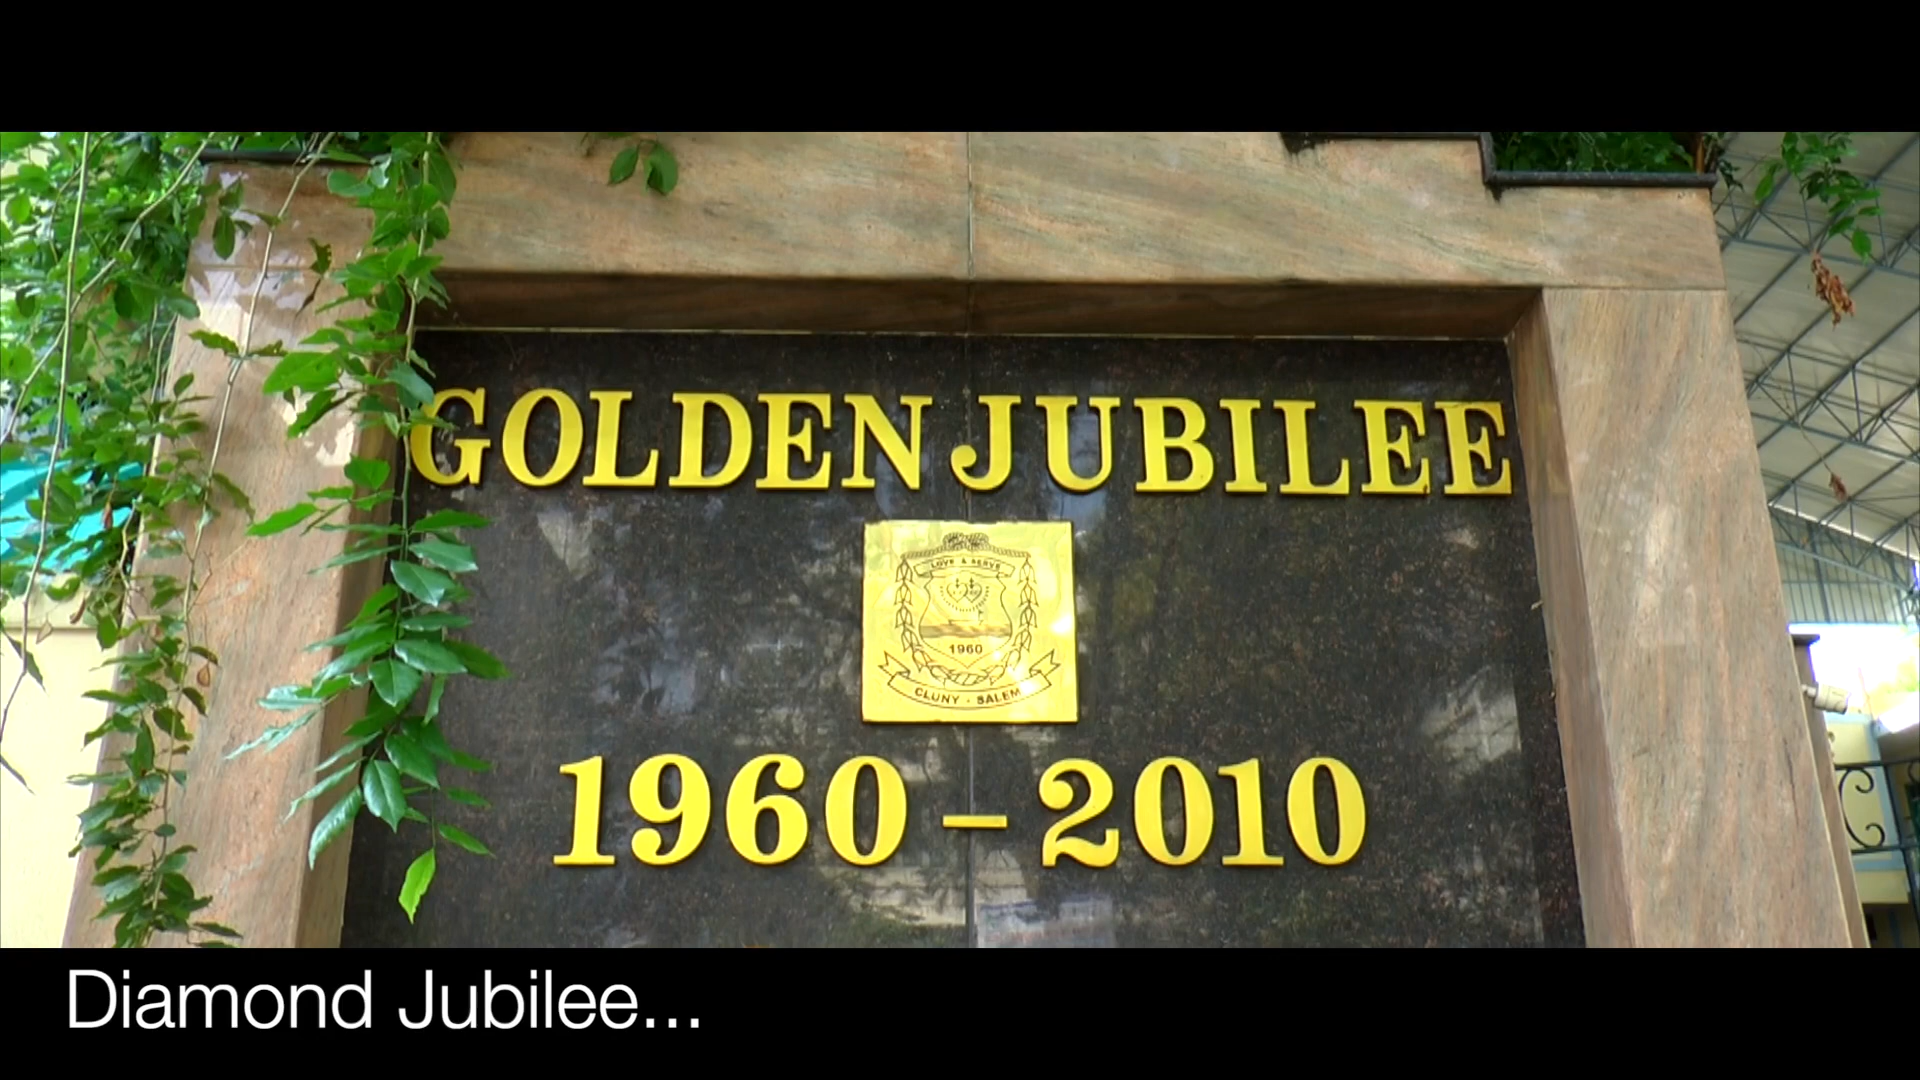 GOLDEN JUBILEE
LOVE & SERVE
1960
CLUNY - SALEM
1960 – 2010
Diamond Jubilee...